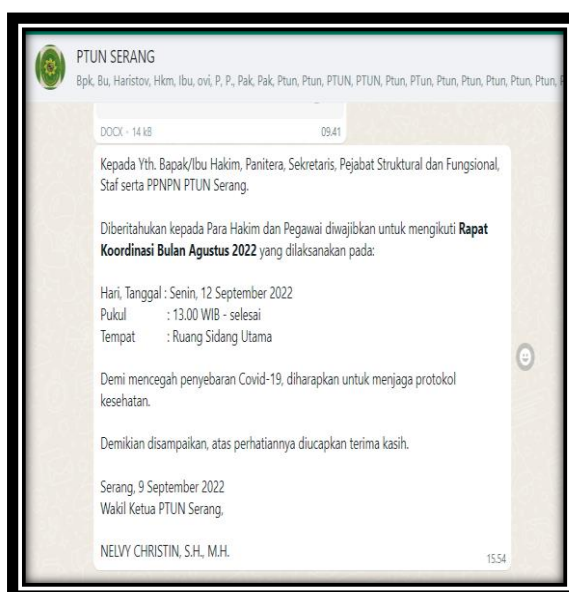 PTUN SERANG
Bpk, Bu, Haristov, Hkm, Ibu, ovi, P, P., Pak, Pak, Ptun, Ptun, PTUN, PTUN, Ptun, PTun, Ptun, Ptun, Ptun, Ptun, Ptun,
DOCX • 14 kB 09.41
Kepada Yth. Bapak/Ibu Hakim, Panitera, Sekretaris, Pejabat Struktural dan Fungsional,
Staf serta PPNPN PTUN Serang.
Diberitahukan kepada Para Hakim dan Pegawai diwajibkan untuk mengikuti Rapat
Koordinasi Bulan Agustus 2022 yang dilaksanakan pada:
Hari, Tanggal : Senin, 12 September 2022
Pukul : 13.00 WIB - selesai
Tempat : Ruang Sidang Utama
Demi mencegah penyebaran Covid-19, diharapkan untuk menjaga protokol
kesehatan.
Demikian disampaikan, atas perhatiannya diucapkan terima kasih.
Serang, 9 September 2022
Wakil Ketua PTUN Serang,
NELVY CHRISTIN, S.H., M.H.
15.54